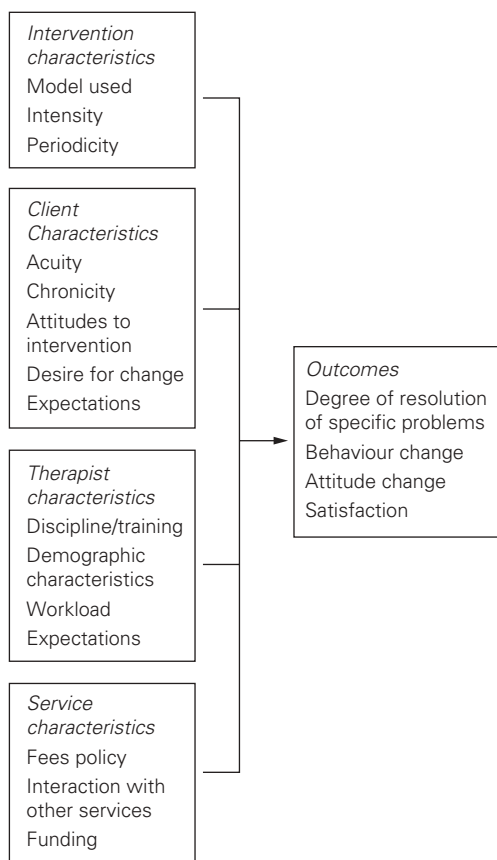 Intervention
characteristics
Model used
Intensity
Periodicity
Client
Characteristics
Acuity
Chronicity
Attitudes to
intervention
Desire for change
Expectations
Therapist
characteristics
Discipline/training
Demographic
characteristics
Workload
Expectations
Service
characteristics
Fees policy
Interaction with
other services
Funding
Outcomes
Degree of resolution
of specific problems
Behaviour change
Attitude change
Satisfaction